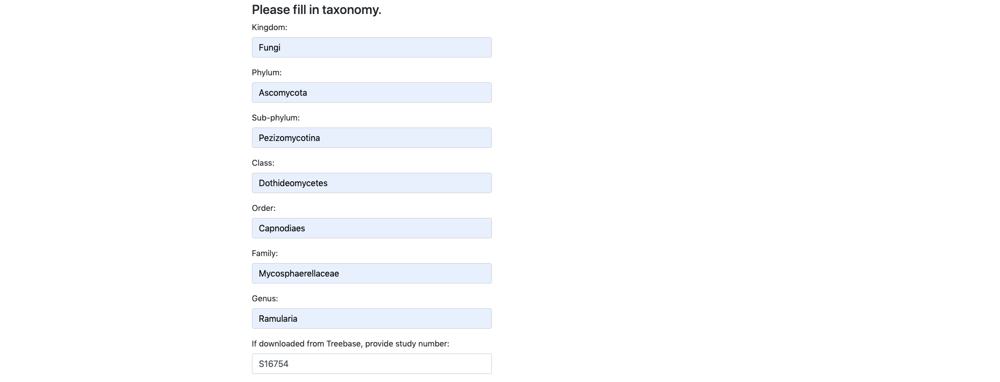 Please fill in taxonomy.
Kingdom:
Fungi
Phylum:
Ascomycota
Sub-phylum:
Pezizomycotina
Class:
Dothideomycetes
Order:
Capnodiaes
Family:
Mycosphaerellaceae
Genus:
Ramularia
If downloaded from Treebase, provide study number:
S16754